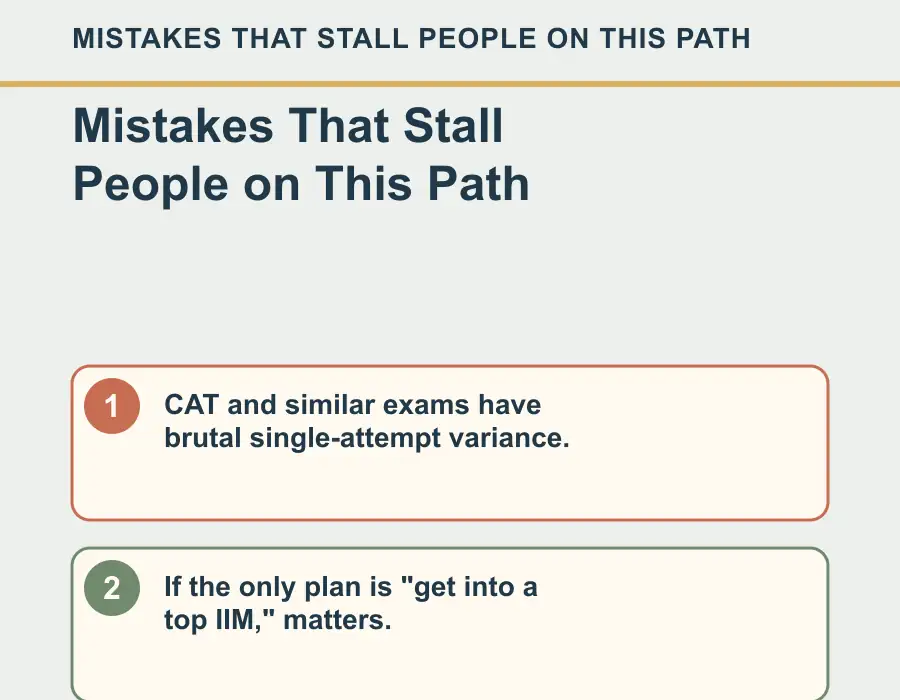 MISTAKES THAT STALL PEOPLE ON THIS PATH
Mistakes That Stall
People on This Path
1
CAT and similar exams have
brutal single-attempt variance.
2
If the only plan is "get into a
top IIM," matters.